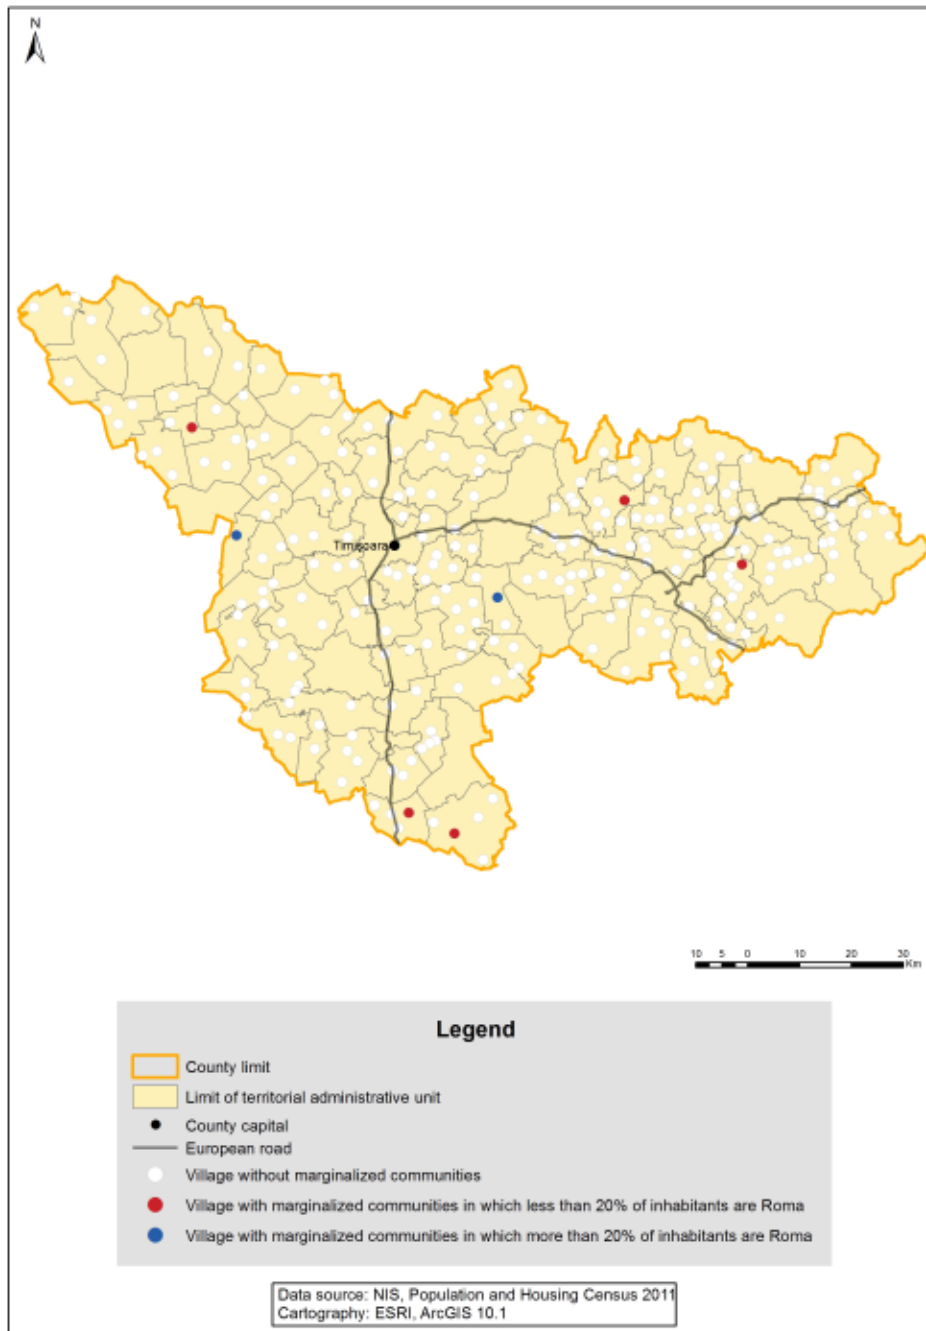 N
Timişoara
10 5 0 10 20 30
Km
Legend
County limit
Limit of territorial administrative unit
County capital
European road
Village without marginalized communities
Village with marginalized communities in which less than 20% of inhabitants are Roma
Village with marginalized communities in which more than 20% of inhabitants are Roma
Data source: NIS, Population and Housing Census 2011
Cartography: ESRI, ArcGIS 10.1